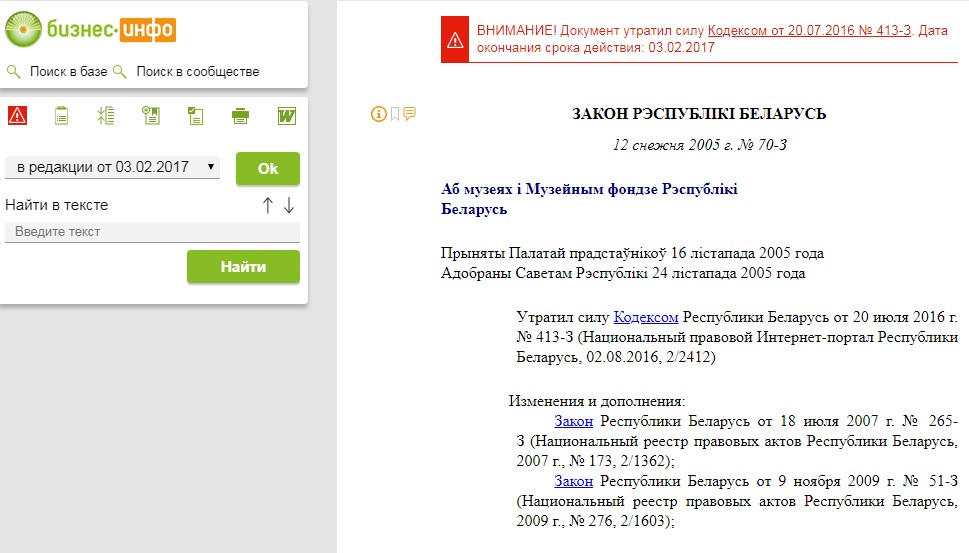 бизнес-инфо
Поиск в базе Поиск в сообществе
в редакции от 03.02.2017 Ok
Найти в тексте
Введите текст
Найти
ВНИМАНИЕ! Документ утратил силу Кодексом от 20.07.2016 № 413-З. Дата
окончания срока действия: 03.02.2017
ЗАКОН РЭСПУБЛІКІ БЕЛАРУСЬ
12 снежня 2005 г. № 70-З
Аб музеях і Музейным фондзе Рэспублікі
Беларусь
Прыняты Палатай прадстаўнікоў 16 лістапада 2005 года
Адобраны Саветам Рэспублікі 24 лістапада 2005 года
Утратил силу Кодексом Республики Беларусь от 20 июля 2016 г.
№ 413-З (Национальный правовой Интернет-портал Республики
Беларусь, 02.08.2016, 2/2412)
Изменения и дополнения:
Закон Республики Беларусь от 18 июля 2007 г. № 265-
З (Национальный реестр правовых актов Республики Беларусь,
2007 г., № 173, 2/1362);
Закон Республики Беларусь от 9 ноября 2009 г. № 51-З
(Национальный реестр правовых актов Республики Беларусь,
2009 г., № 276, 2/1603);